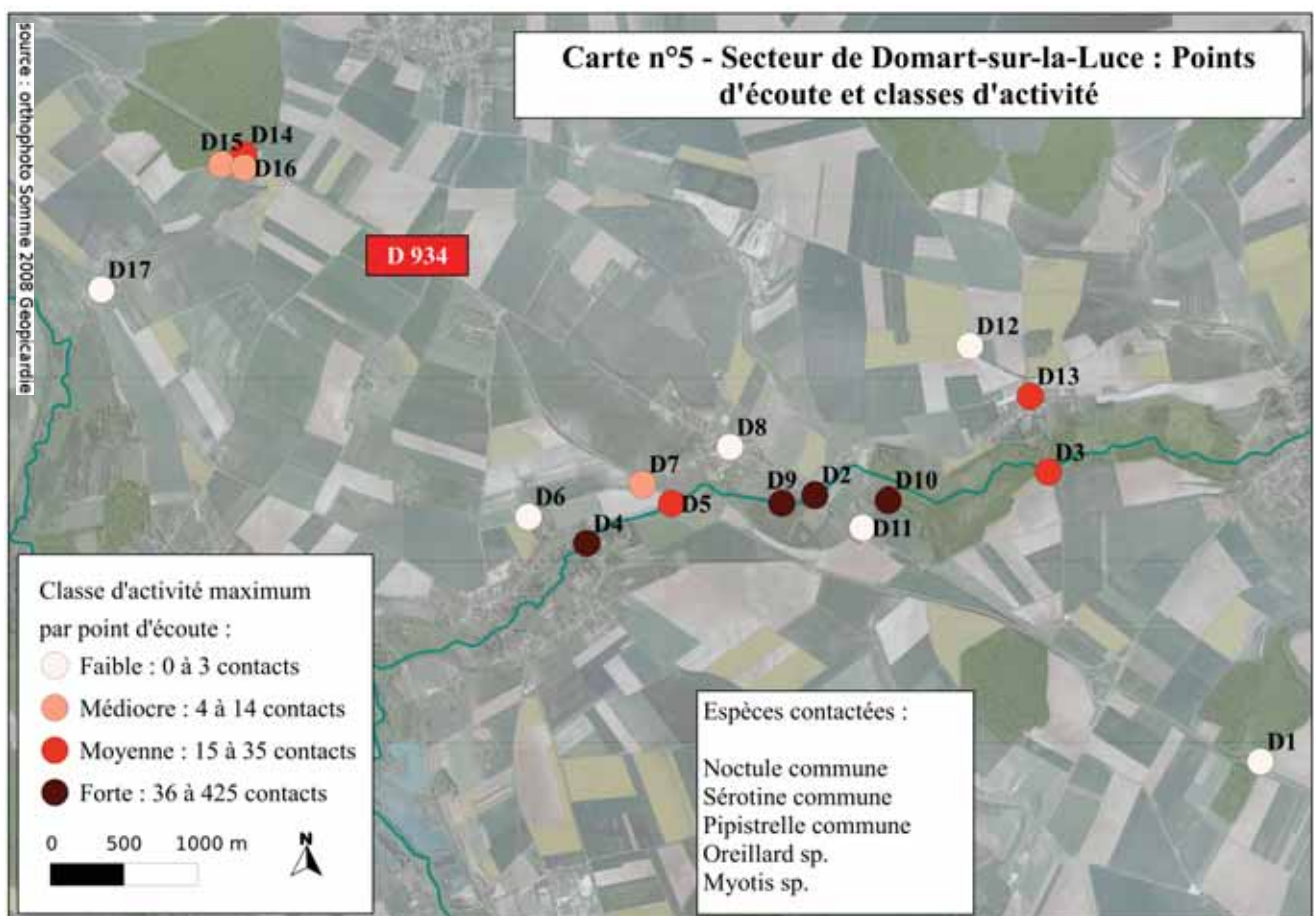 source : orthophoto Somme 2008 Geopicardie
Carte n°5 - Secteur de Domart-sur-la-Luce : Points
d'écoute et classes d'activité
D15
D14
D16
D 934
D17
D12
D13
D8
D3
D7
D9
D2
D10
D6
D5
D4
D11
Classe d'activité maximum
par point d'écoute :
Faible : 0 à 3 contacts
Médiocre : 4 à 14 contacts
Moyenne : 15 à 35 contacts
Forte : 36 à 425 contacts
0 500 1000 m
N
Espèces contactées :
Noctule commune
Sérotine commune
Pipistrelle commune
Oreillard sp.
Myotis sp.
D1